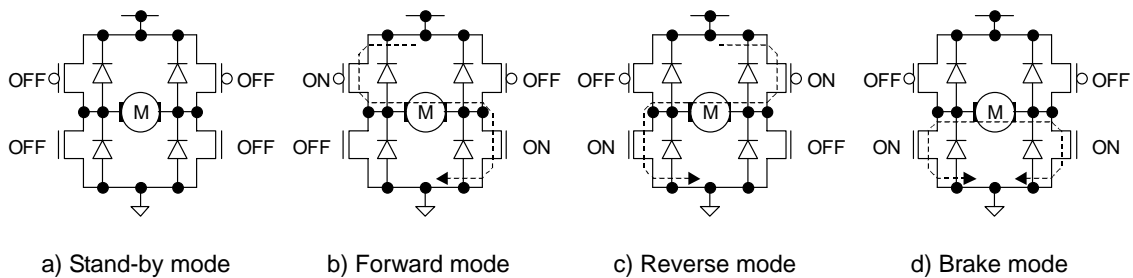 OFF OFF
M
OFF OFF
ON OFF
M
OFF ON
OFF ON
M
ON OFF
OFF OFF
M
ON ON
a) Stand-by mode
b) Forward mode
c) Reverse mode
d) Brake mode